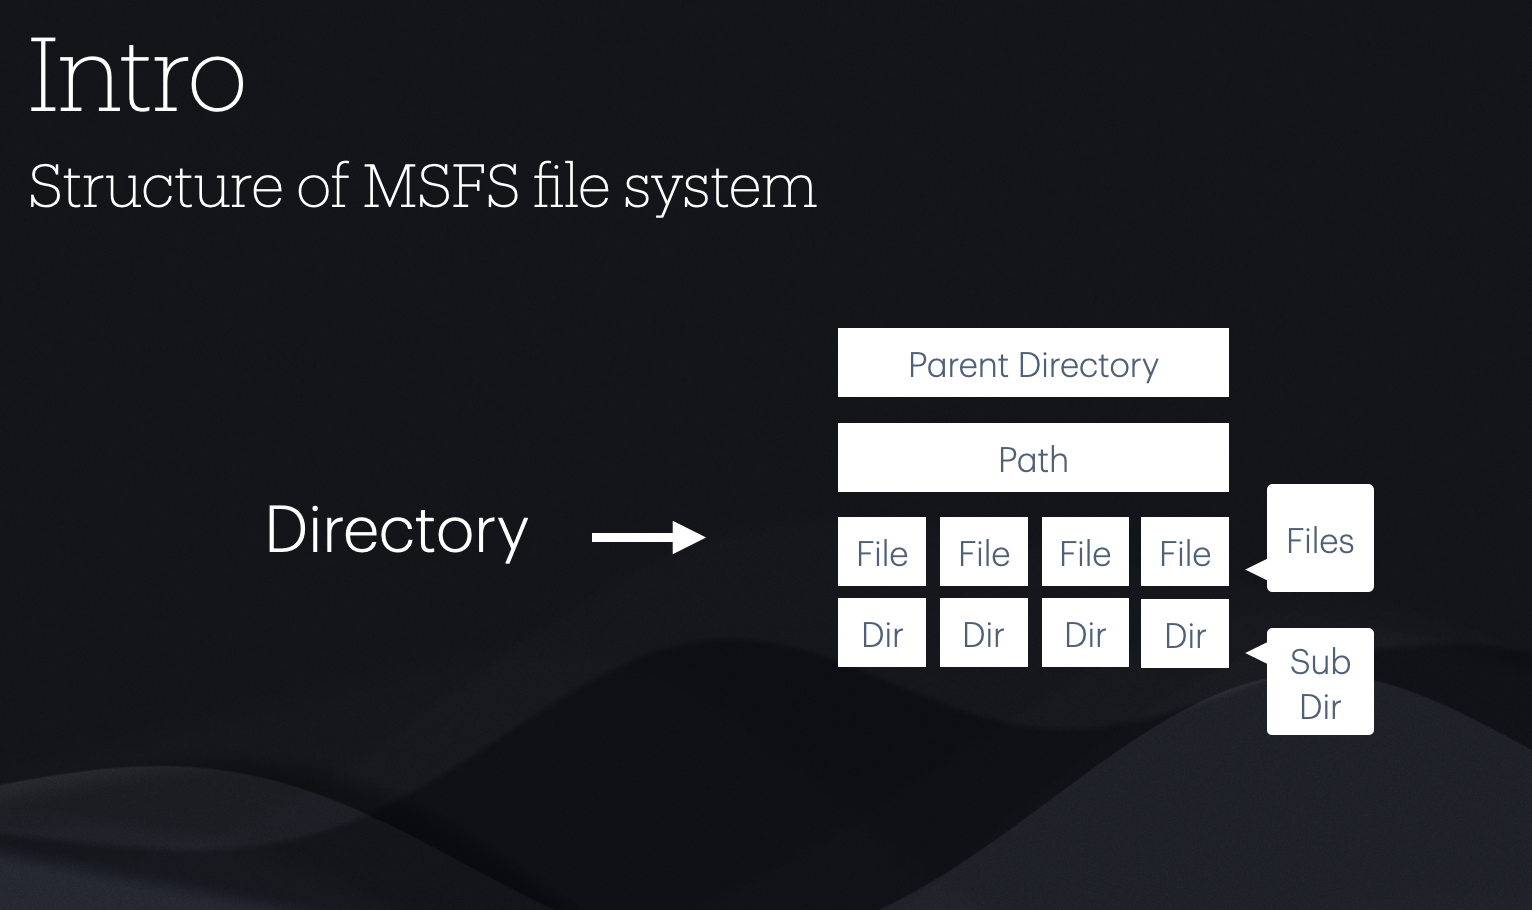 Intro
Structure of MSFS file system
Parent Directory
Path
Directory
File File File File
Files
Dir Dir Dir Dir
Sub
Dir